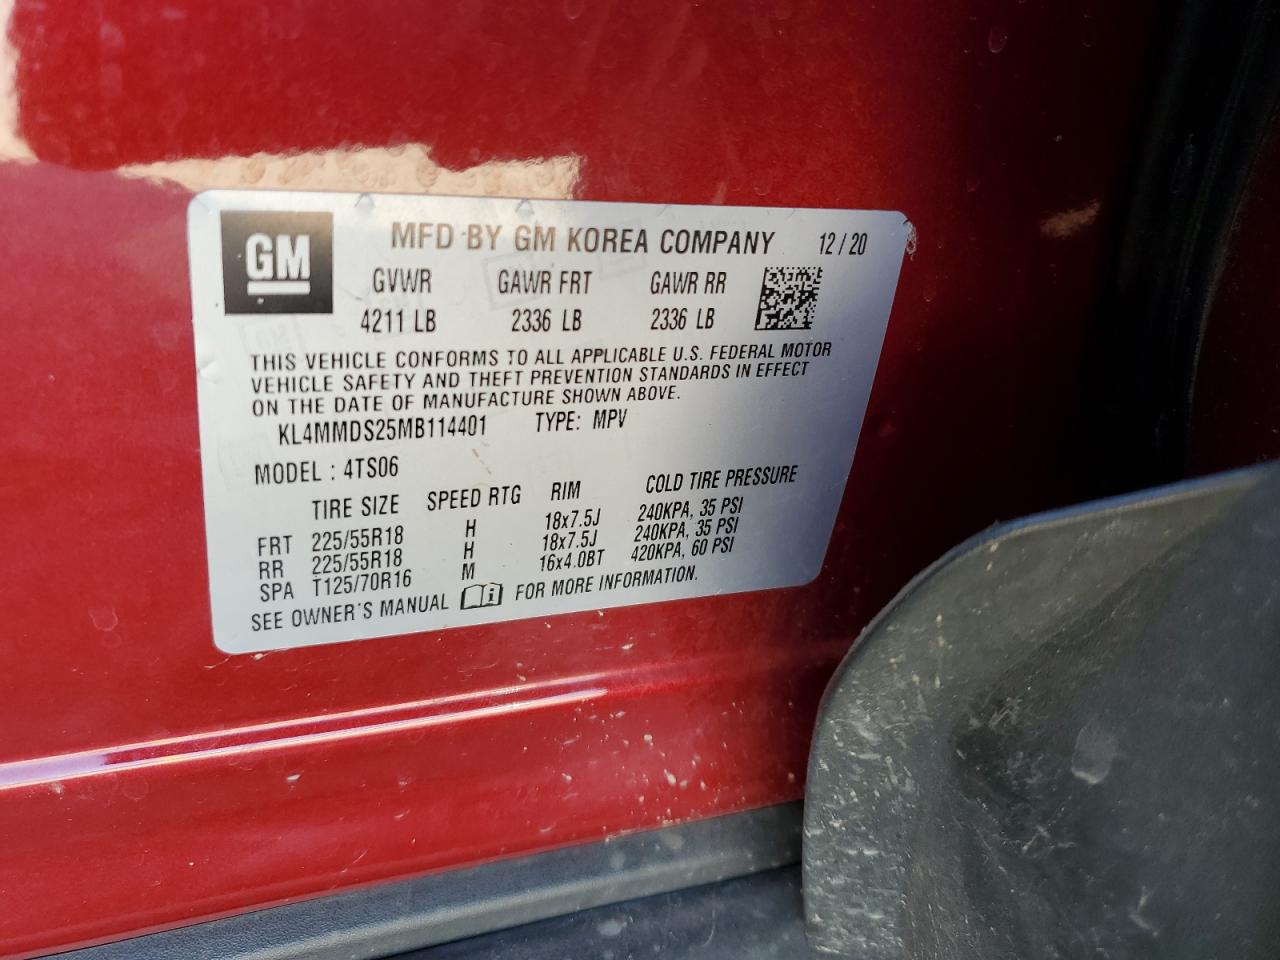 GM
MFD BY GM KOREA COMPANY 12/20
GVWR GAWR FRT GAWR RR
4211 LB 2336 LB 2336 LB
THIS VEHICLE CONFORMS TO ALL APPLICABLE U.S. FEDERAL MOTOR
VEHICLE SAFETY AND THEFT PREVENTION STANDARDS IN EFFECT
ON THE DATE OF MANUFACTURE SHOWN ABOVE.
KL4MMDS25MB114401 TYPE: MPV
MODEL : 4TS06
TIRE SIZE SPEED RTG RIM COLD TIRE PRESSURE
FRT 225/55R18 H 18x7.5J 240KPA, 35 PSI
RR 225/55R18 H 18x7.5J 240KPA, 35 PSI
SPA T125/70R16 M 16x4.0BT 420KPA, 60 PSI
SEE OWNER'S MANUAL i FOR MORE INFORMATION.